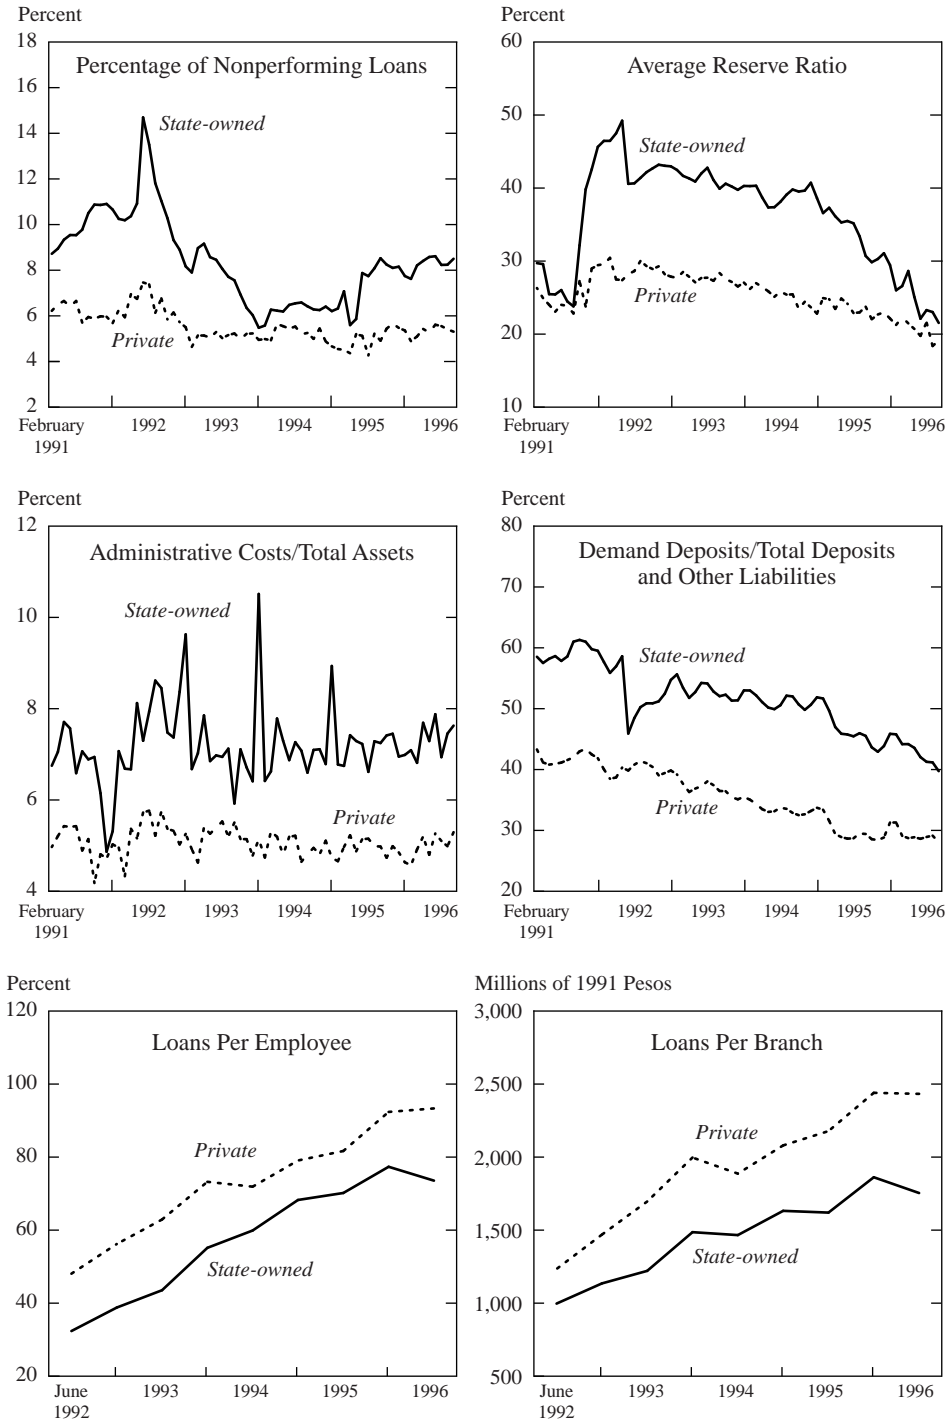 Percent
18
Percentage of Nonperforming Loans
16
14
State-owned
12
10
8
6
Private
4
2
February
1991
1992
1993
1994
1995
1996
Percent
60
Average Reserve Ratio
50
State-owned
40
30
Private
20
10
February
1991
1992
1993
1994
1995
1996
Percent
12
Administrative Costs/Total Assets
10
State-owned
8
6
Private
4
February
1991
1992
1993
1994
1995
1996
Percent
80
Demand Deposits/Total Deposits
and Other Liabilities
70
60
State-owned
50
40
Private
30
20
February
1991
1992
1993
1994
1995
1996
Percent
120
Loans Per Employee
100
80
Private
60
State-owned
40
20
June
1992
1993
1994
1995
1996
Millions of 1991 Pesos
3,000
Loans Per Branch
2,500
Private
2,000
1,500
State-owned
1,000
500
June
1992
1993
1994
1995
1996